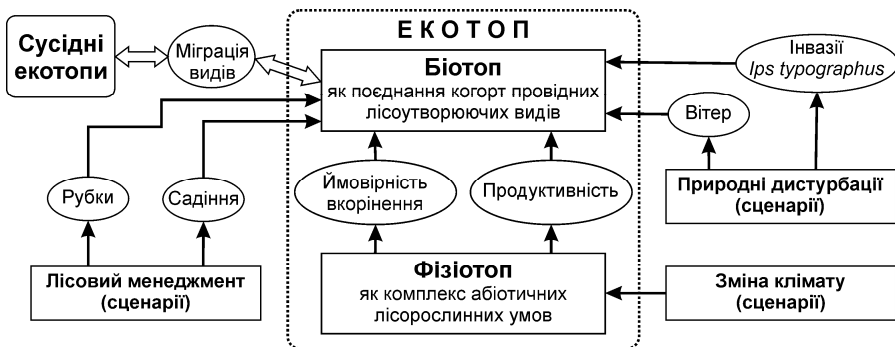 ЕКОТОП
Сусідні
екотопи
Міграція
видів
Біотоп
як поєднання когорт провідних
лісоутворюючих видів
Інвазії
Ips typographus
Вітер
Рубки
Садіння
Ймовірність
вкорінення
Продуктивність
Природні дистурбації
(сценарії)
Лісовий менеджмент
(сценарії)
Фізіотоп
як комплекс абіотичних
лісорослинних умов
Зміна клімату
(сценарії)